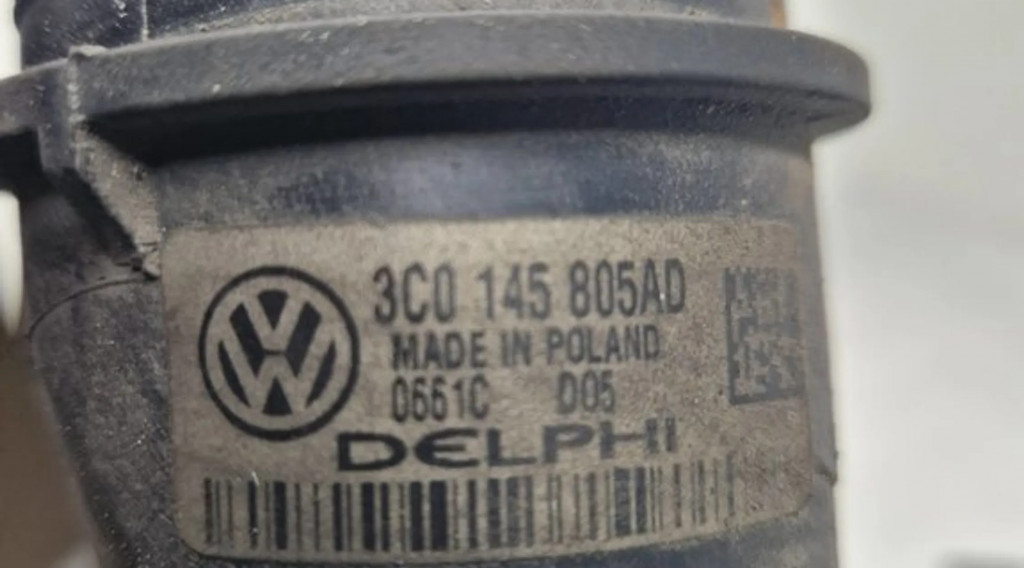 3C0 145 805AD
MADE IN POLAND
0661C D05
DELPHI